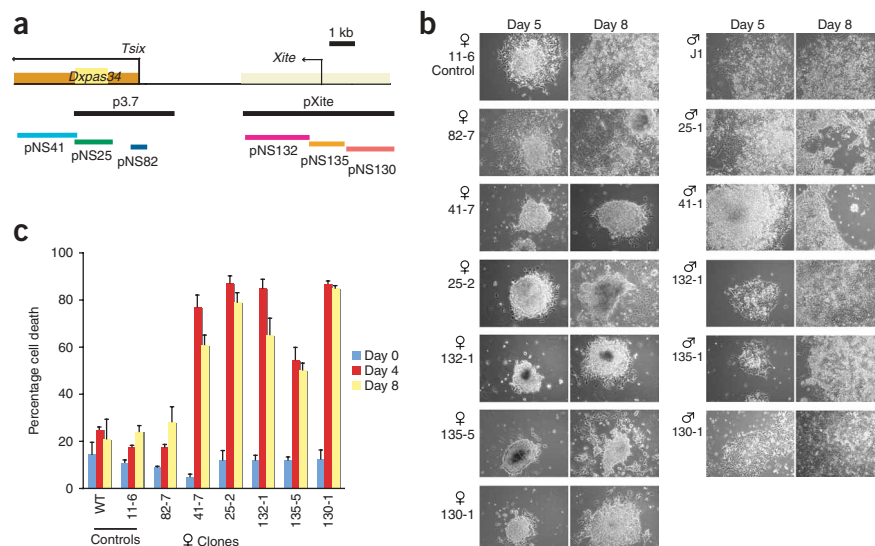 a
1 kb
Tsix
Xite
Dxpas34
p3.7
pXite
pNS41
pNS25
pNS82
pNS132
pNS135
pNS130
b
Day 5
Day 8
Day 5
Day 8
♀
11-6
Control
♀
82-7
♀
41-7
♀
25-2
♀
132-1
♀
135-5
♀
130-1
♂
J1
♂
25-1
♂
41-1
♂
132-1
♂
135-1
♂
130-1
c
Percentage cell death
100
80
60
40
20
0
Day 0
Day 4
Day 8
WT
11-6
82-7
41-7
25-2
132-1
135-5
130-1
Controls
♀ Clones